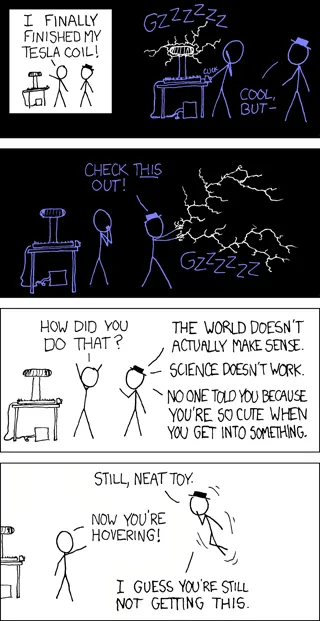 I FINALLY
FINISHED MY
TESLA COIL!
GZZZZZZ
CLICK
COOL,
BUT—
CHECK THIS
OUT!
GZZZZZZ
HOW DID YOU
DO THAT?
THE WORLD DOESN'T
ACTUALLY MAKE SENSE.
SCIENCE DOESN'T WORK.
NO ONE TOLD YOU BECAUSE
YOU'RE SO CUTE WHEN
YOU GET INTO SOMETHING.
STILL, NEAT TOY.
NOW YOU'RE
HOVERING!
I GUESS YOU'RE STILL
NOT GETTING THIS.